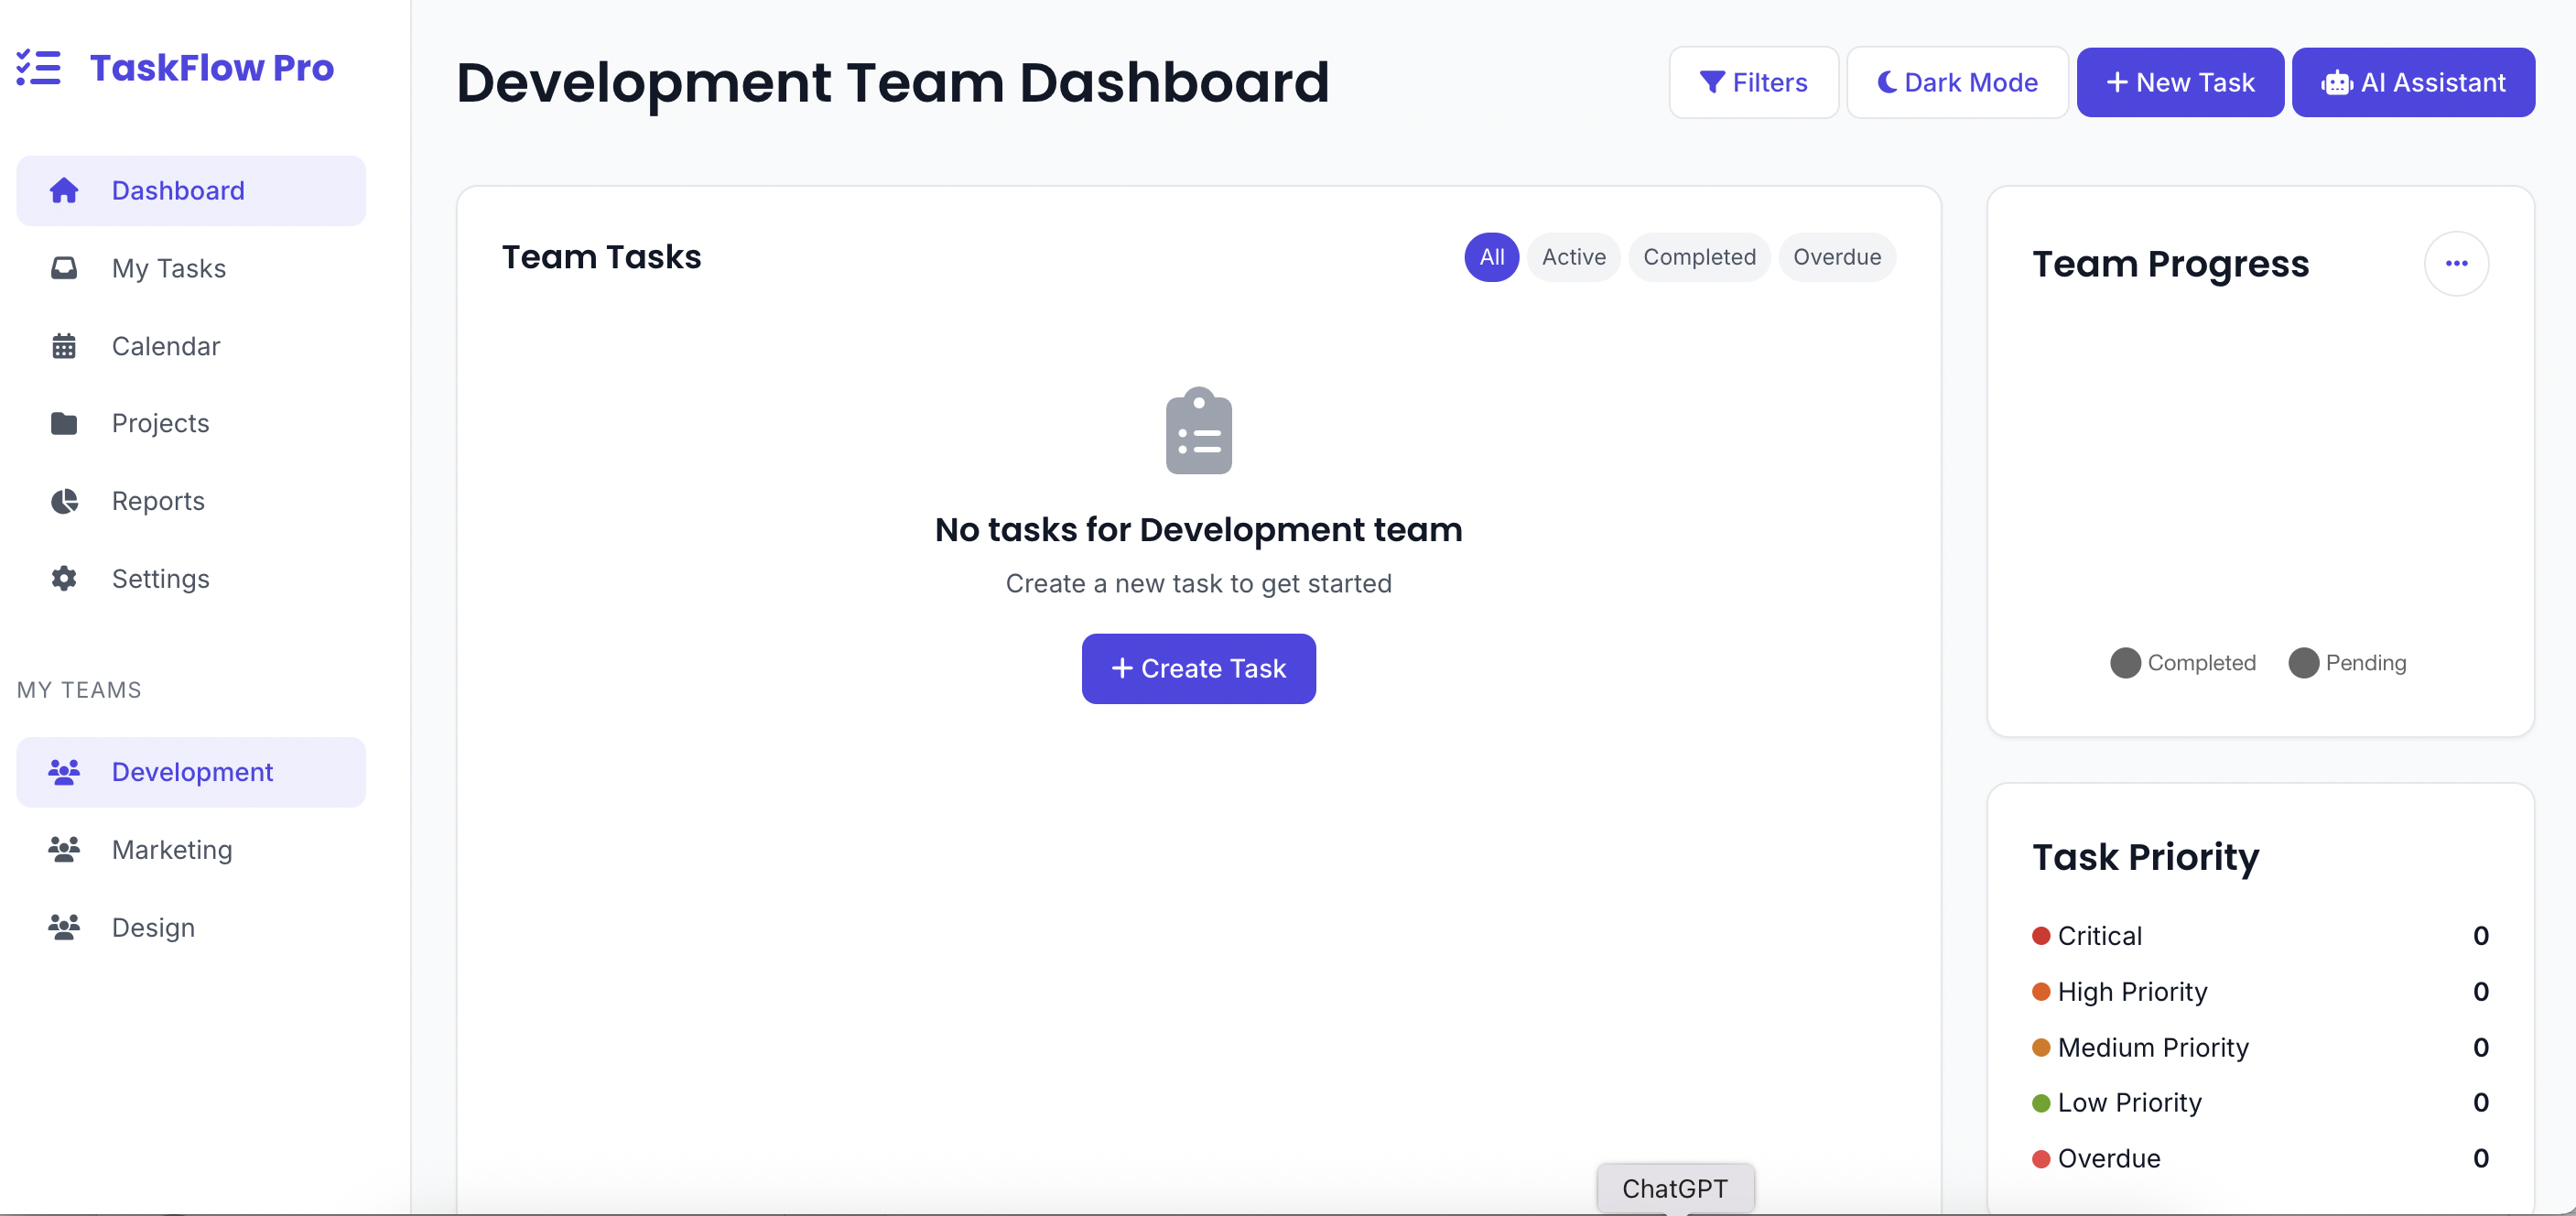 TaskFlow Pro
Dashboard
My Tasks
Calendar
Projects
Reports
Settings
MY TEAMS
Development
Marketing
Design
Development Team Dashboard
Filters
Dark Mode
+ New Task
AI Assistant
Team Tasks
All
Active
Completed
Overdue
No tasks for Development team
Create a new task to get started
+ Create Task
Team Progress
Completed
Pending
Task Priority
Critical 0
High Priority 0
Medium Priority 0
Low Priority 0
Overdue 0
ChatGPT